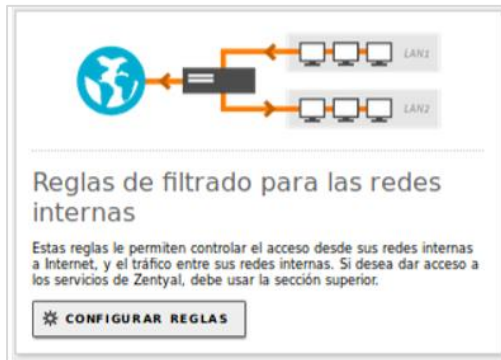 LAN1
LAN2
Reglas de filtrado para las redes
internas
Estas reglas le permiten controlar el acceso desde sus redes internas
a Internet, y el tráfico entre sus redes internas. Si desea dar acceso a
los servicios de Zentyal, debe usar la sección superior.
CONFIGURAR REGLAS